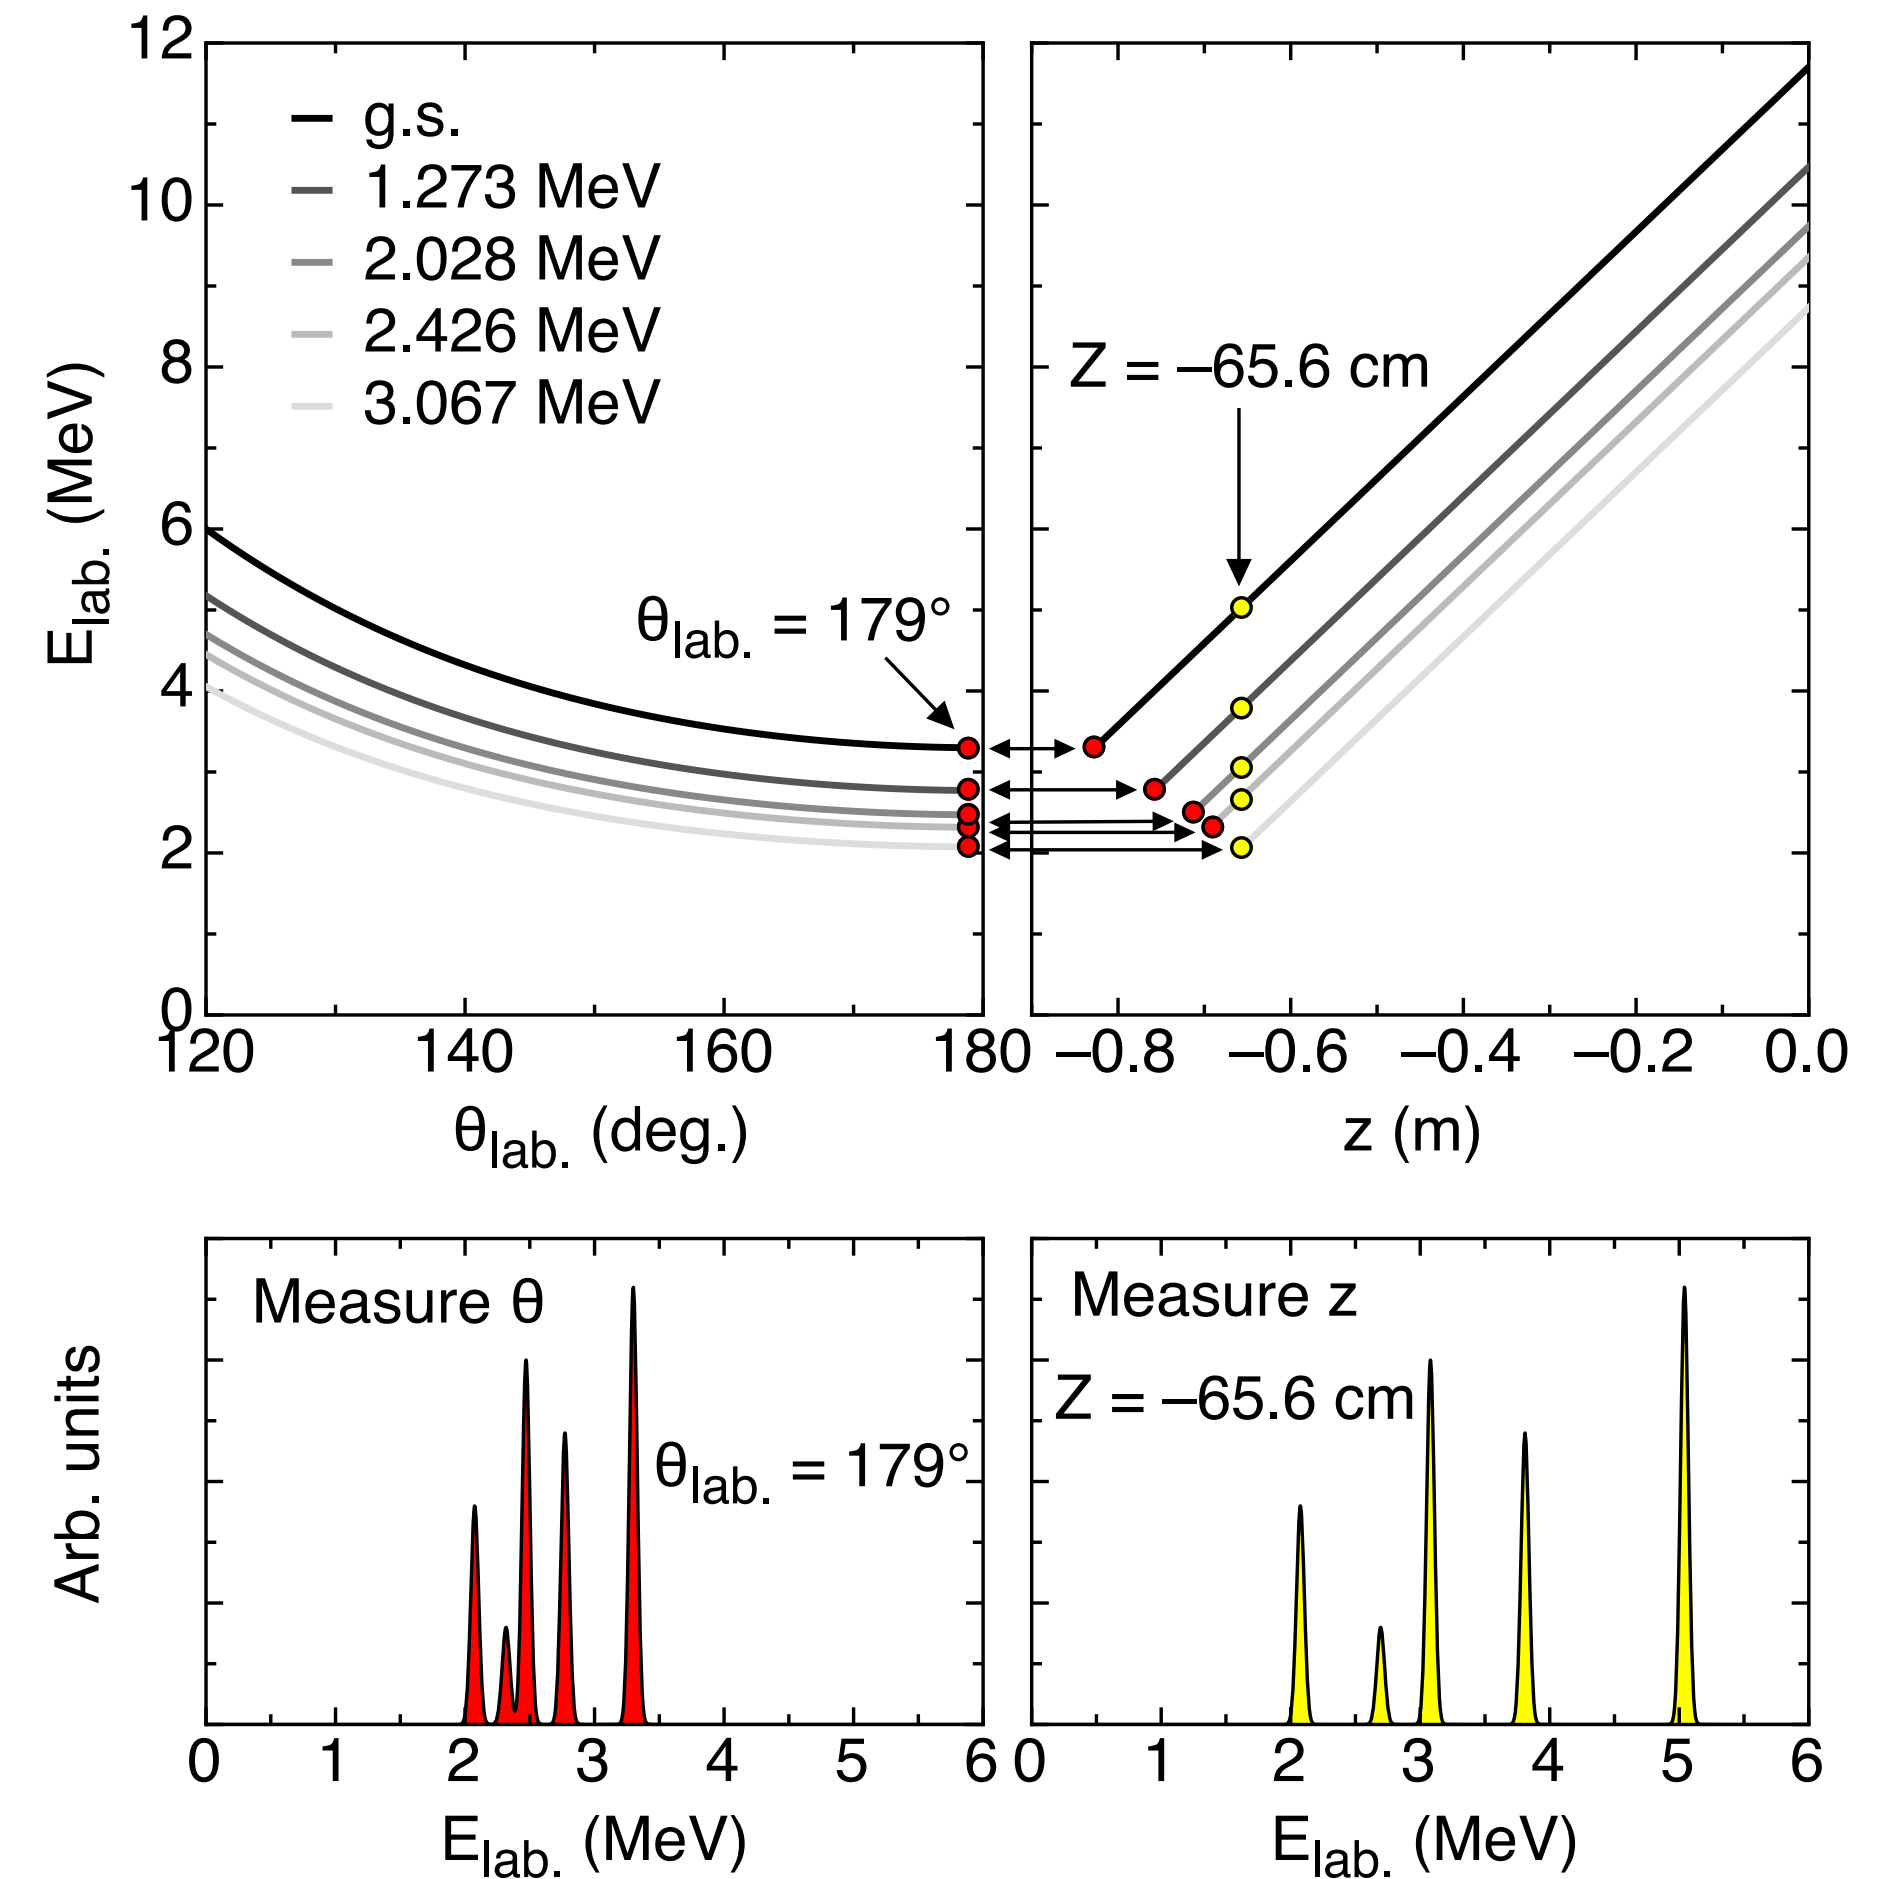 12
10
8
6
4
2
0
E_lab. (MeV)
g.s.
1.273 MeV
2.028 MeV
2.426 MeV
3.067 MeV
θ_lab. = 179°
Z = –65.6 cm
120 140 160 180
–0.8 –0.6 –0.4 –0.2 0.0
θ_lab. (deg.)
z (m)
Arb. units
Measure θ
θ_lab. = 179°
Measure z
Z = –65.6 cm
0 1 2 3 4 5 6
0 1 2 3 4 5 6
E_lab. (MeV)
E_lab. (MeV)